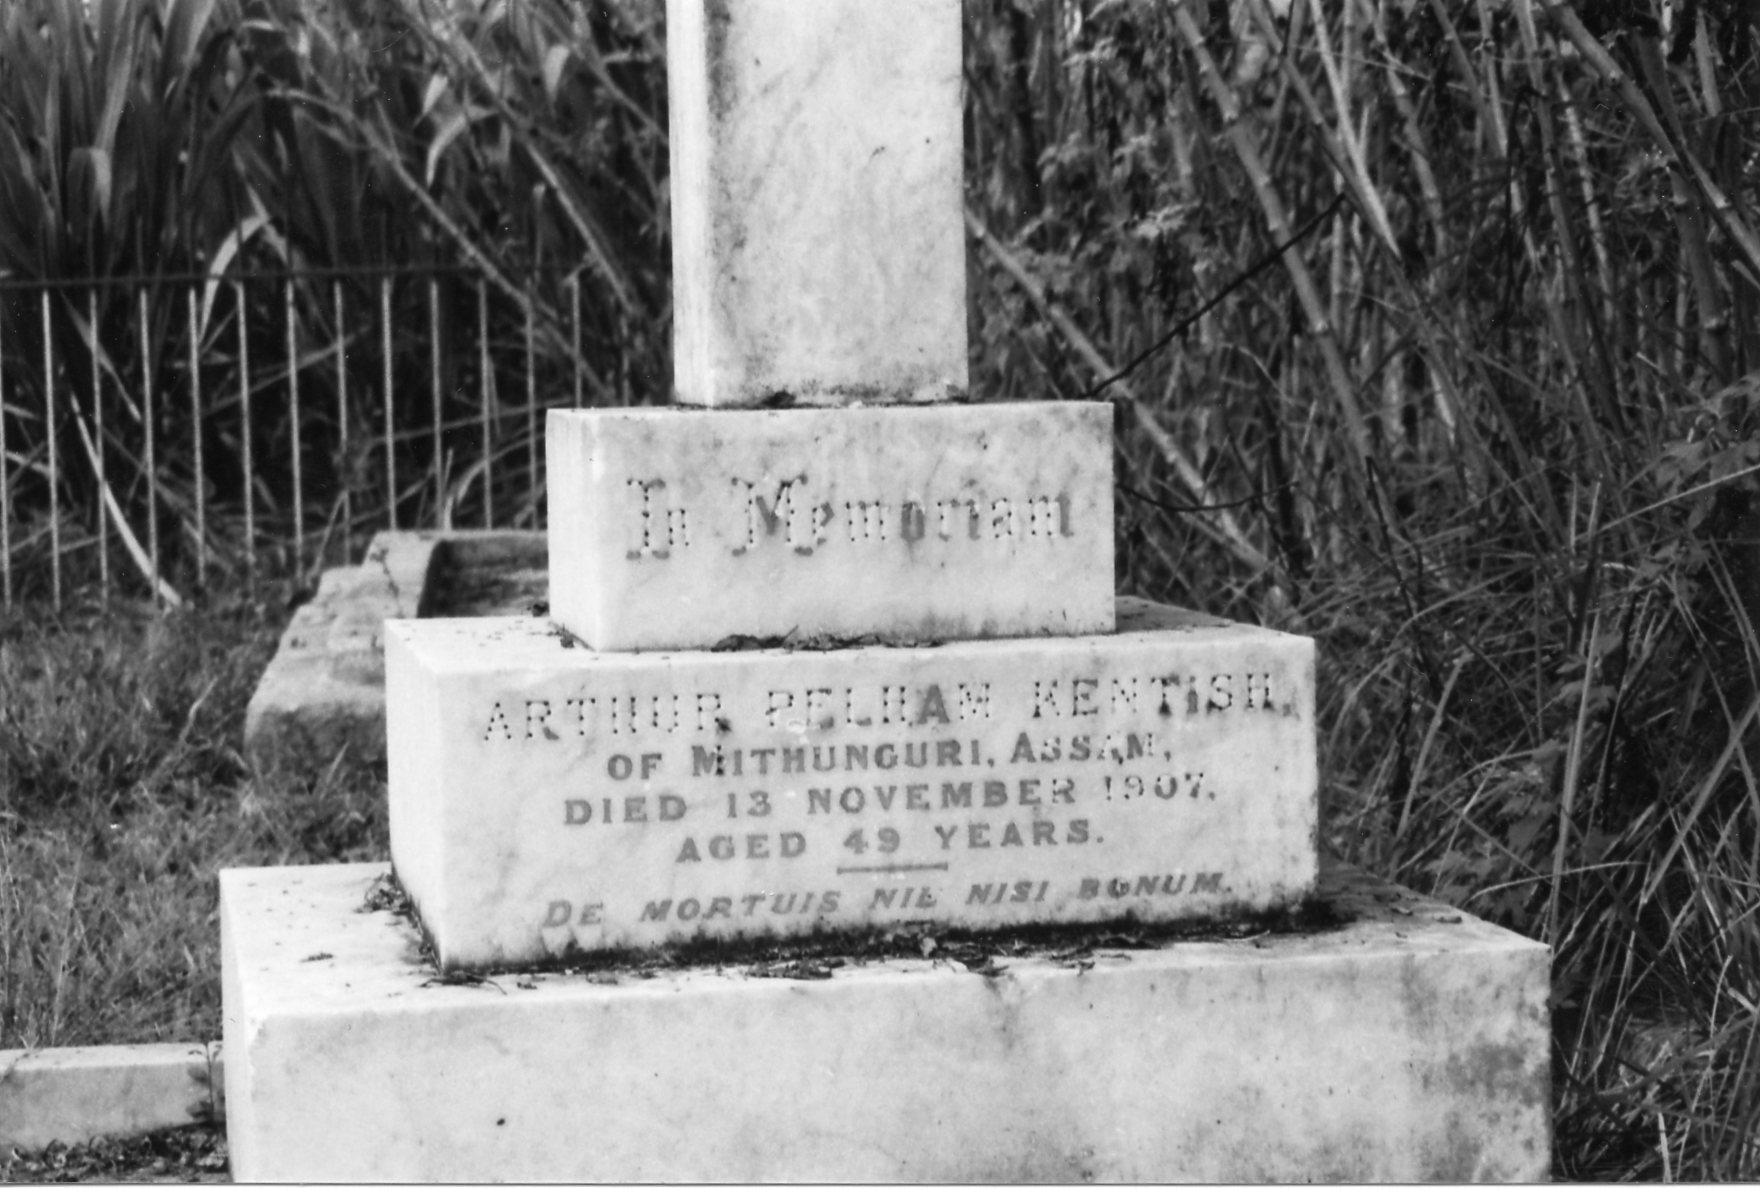 In Memoriam
ARTHUR PELHAM KENTISH,
OF MITHUNGURI, ASSAM,
DIED 13 NOVEMBER 1907.
AGED 49 YEARS.
DE MORTUIS NIL NISI BONUM.